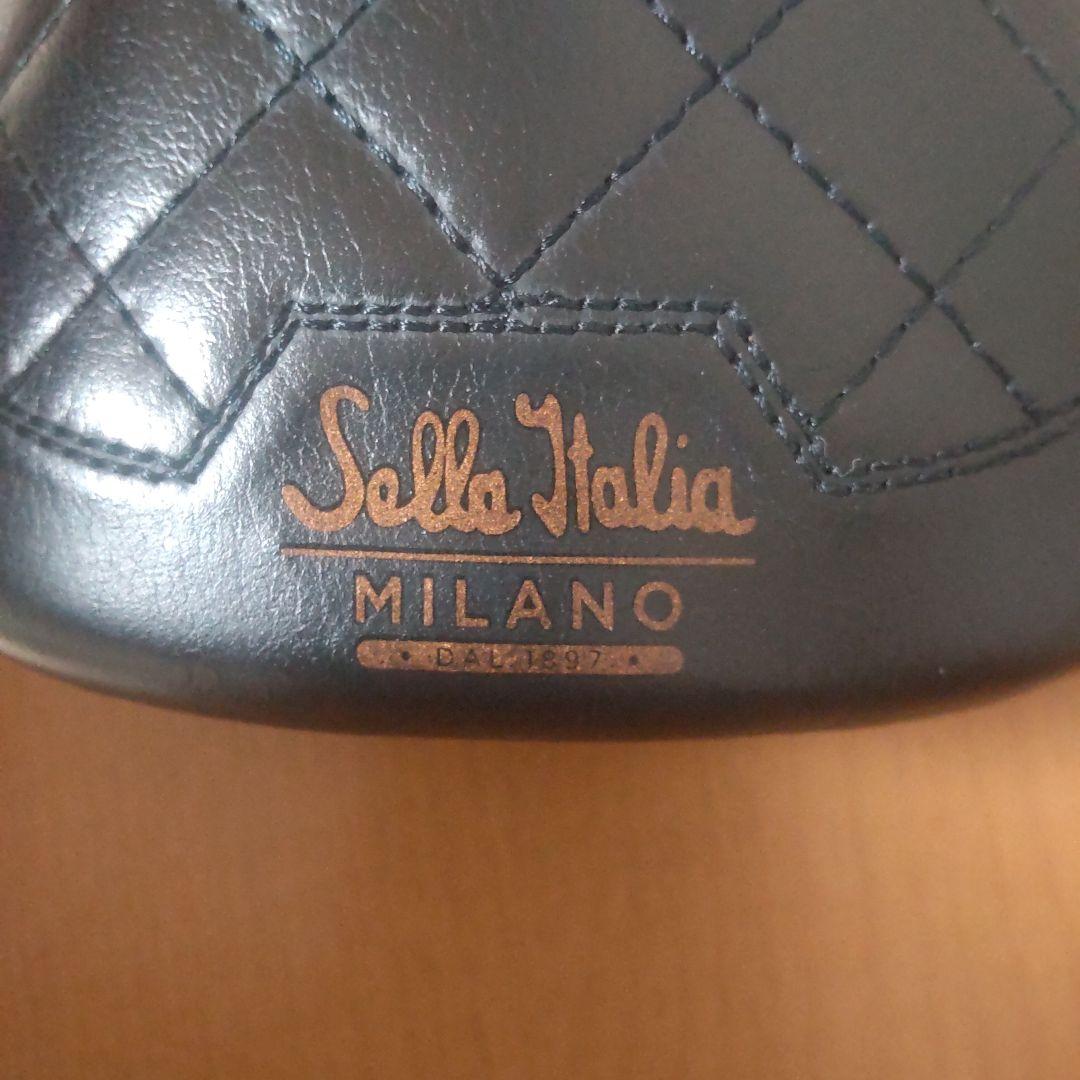 Sella Italia
MILANO
• DAL 1897 •